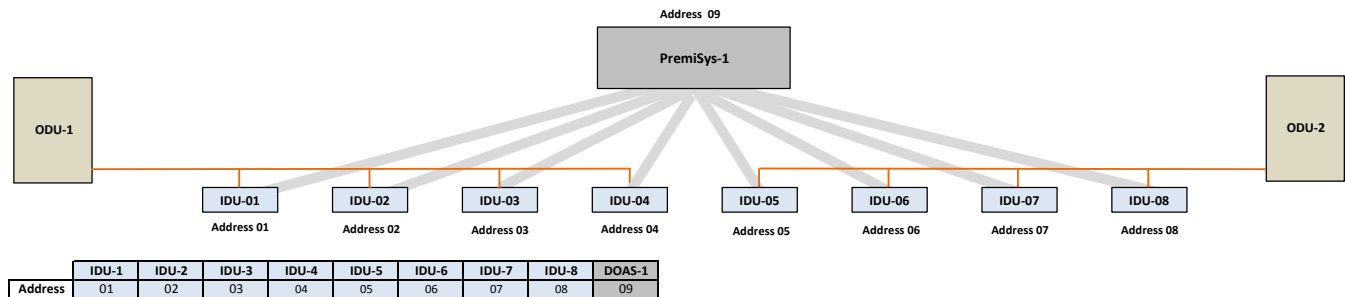 Address 09
PremiSys-1
ODU-1
ODU-2
IDU-01 IDU-02 IDU-03 IDU-04 IDU-05 IDU-06 IDU-07 IDU-08
Address 01 Address 02 Address 03 Address 04 Address 05 Address 06 Address 07 Address 08
IDU-1 IDU-2 IDU-3 IDU-4 IDU-5 IDU-6 IDU-7 IDU-8 DOAS-1
Address 01 02 03 04 05 06 07 08 09